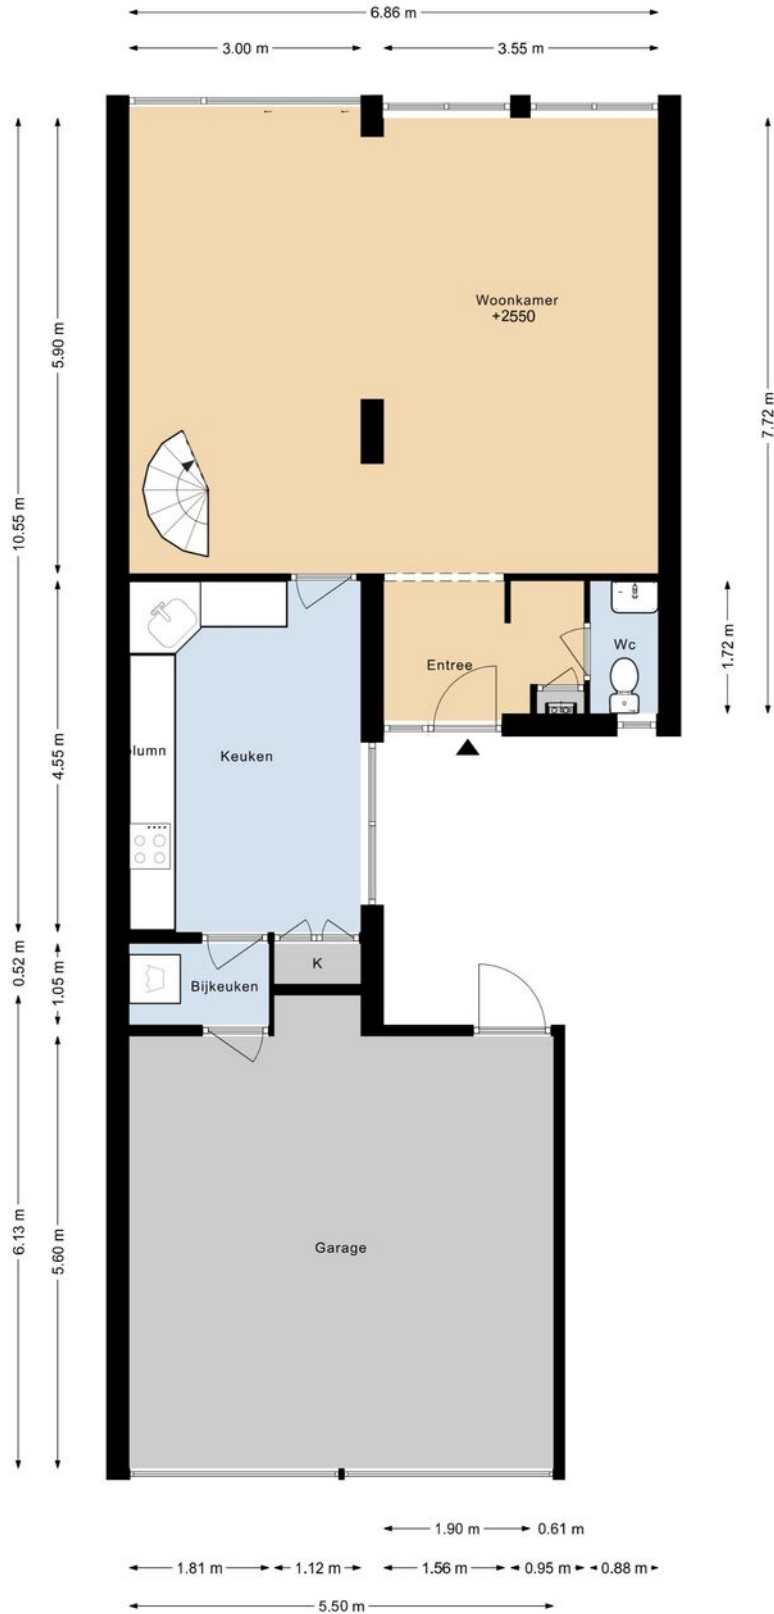 6.86 m
3.00 m
3.55 m
Woonkamer
+2550
5.90 m
7.72 m
10.55 m
Entree
Wc
1.72 m
lumn
Keuken
4.55 m
K
Bijkeuken
0.52 m
1.05 m
Garage
6.13 m
5.60 m
1.90 m
0.61 m
1.81 m
1.12 m
1.56 m
0.95 m
0.88 m
5.50 m